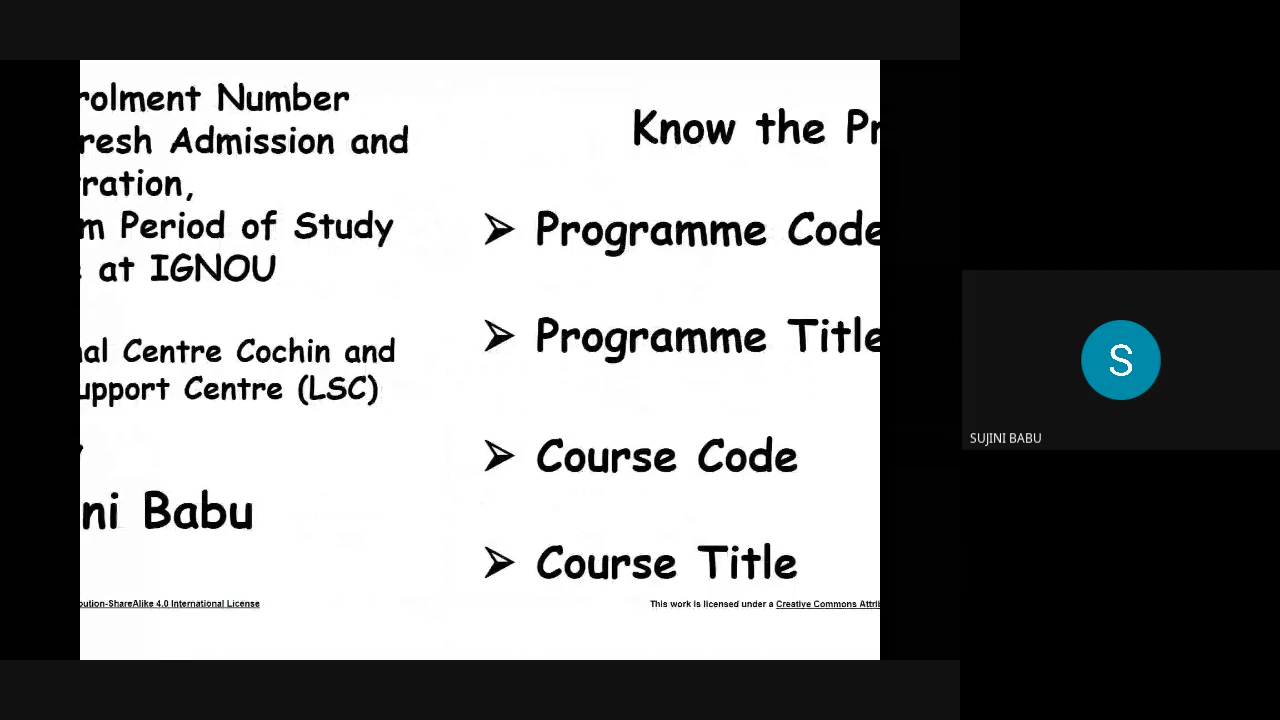 rolment Number
resh Admission and
ration,
m Period of Study
at IGNOU
al Centre Cochin and
upport Centre (LSC)
ni Babu
bution-ShareAlike 4.0 International License
Know the Pr
➢ Programme Code
➢ Programme Title
➢ Course Code
➢ Course Title
This work is licensed under a Creative Commons Attri
S
SUJINI BABU